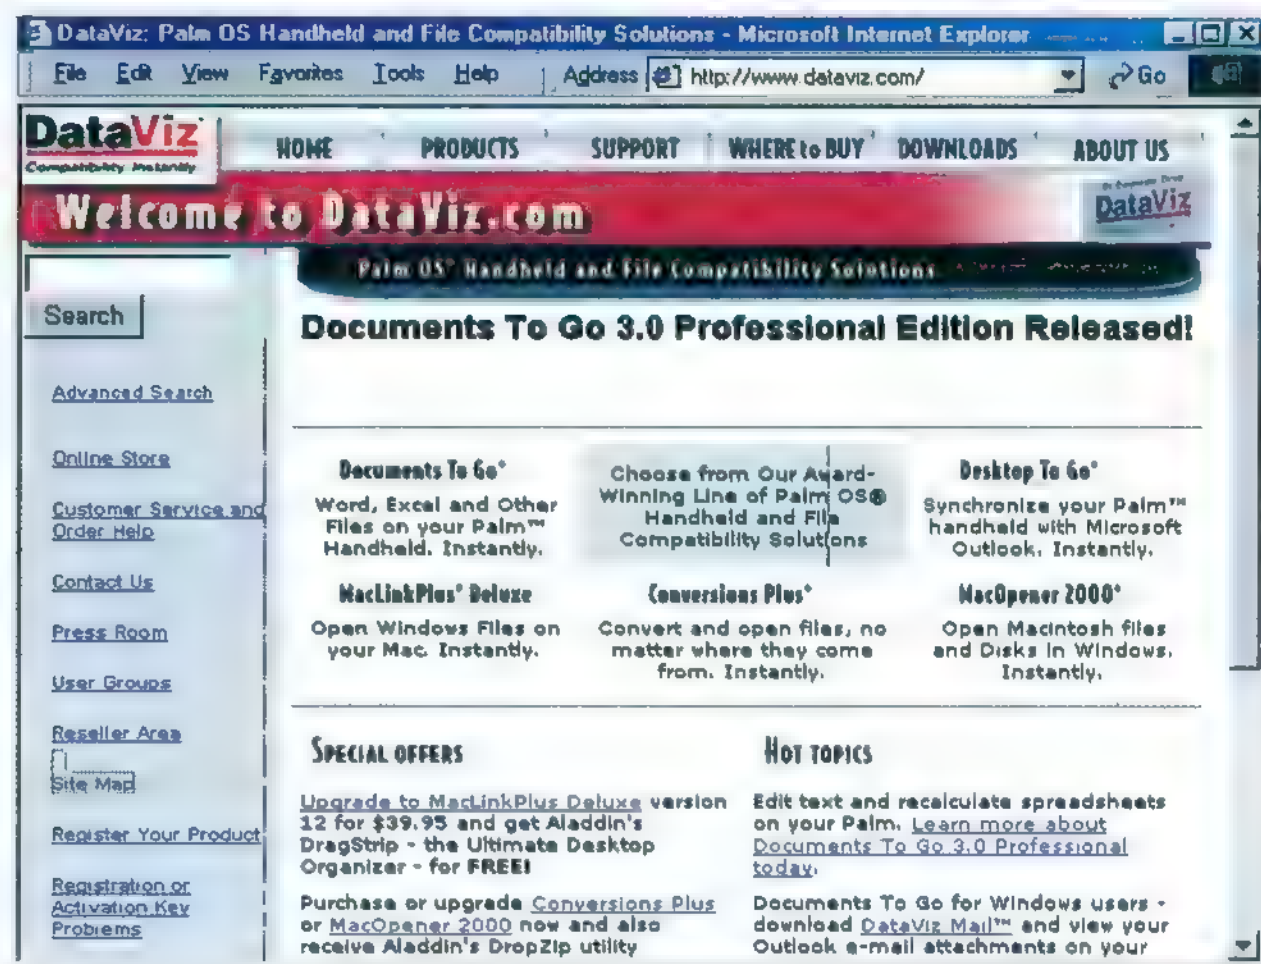 DataViz: Palm OS Handheld and File Compatibility Solutions - Microsoft Internet Explorer
File Edit View Favorites Tools Help Address http://www.dataviz.com/ Go
DataViz
Compatibility Instantly
HOME PRODUCTS SUPPORT WHERE to BUY DOWNLOADS ABOUT US
Welcome to DataViz.com
DataViz
Palm OS® Handheld and File Compatibility Solutions
Search
Documents To Go 3.0 Professional Edition Released!
Advanced Search
Online Store
Customer Service and
Order Help
Contact Us
Press Room
User Groups
Reseller Area
Site Map
Register Your Product
Registration or
Activation Key
Problems
Documents To Go®
Word, Excel and Other
Files on your Palm™
Handheld. Instantly.
Choose from Our Award-
Winning Line of Palm OS®
Handheld and File
Compatibility Solutions
Desktop To Go®
Synchronize your Palm™
handheld with Microsoft
Outlook. Instantly.
MacLinkPlus® Deluxe
Open Windows Files on
your Mac. Instantly.
Conversions Plus®
Convert and open files, no
matter where they come
from. Instantly.
MacOpener 2000®
Open Macintosh files
and Disks in Windows.
Instantly.
SPECIAL OFFERS
Upgrade to MacLinkPlus Deluxe version
12 for $39.95 and get Aladdin's
DragStrip - the Ultimate Desktop
Organizer - for FREE!
Purchase or upgrade Conversions Plus
or MacOpener 2000 now and also
receive Aladdin's DropZip utility
HOT TOPICS
Edit text and recalculate spreadsheets
on your Palm. Learn more about
Documents To Go 3.0 Professional
today.
Documents To Go for Windows users -
download DataViz Mail™ and view your
Outlook e-mail attachments on your